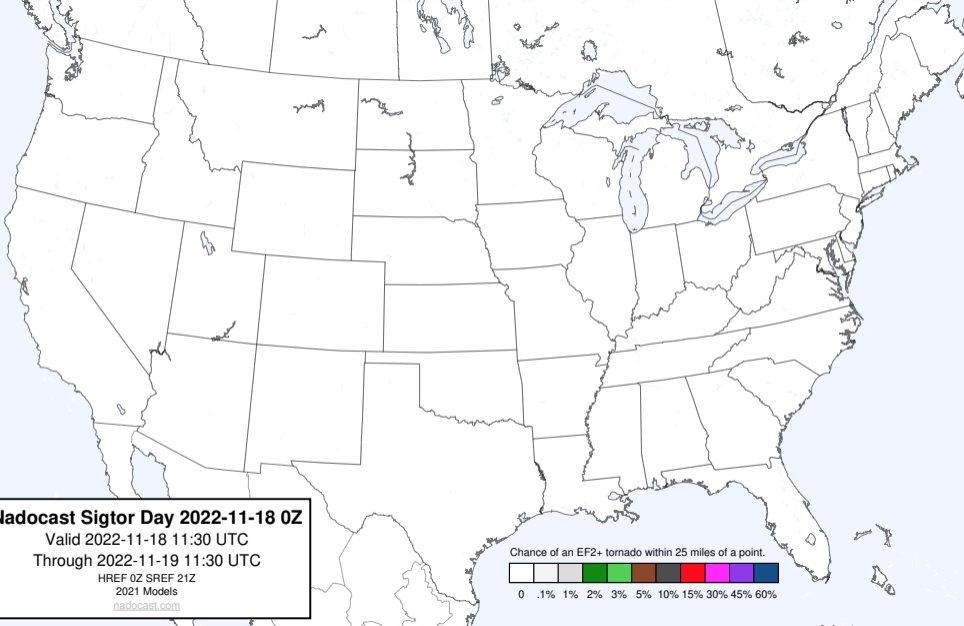 Nadocast Sigtor Day 2022-11-18 0Z
Valid 2022-11-18 11:30 UTC
Through 2022-11-19 11:30 UTC
HREF 0Z SREF 21Z
2021 Models
nadocast.com
Chance of an EF2+ tornado within 25 miles of a point.
0 .1% 1% 2% 3% 5% 10% 15% 30% 45% 60%